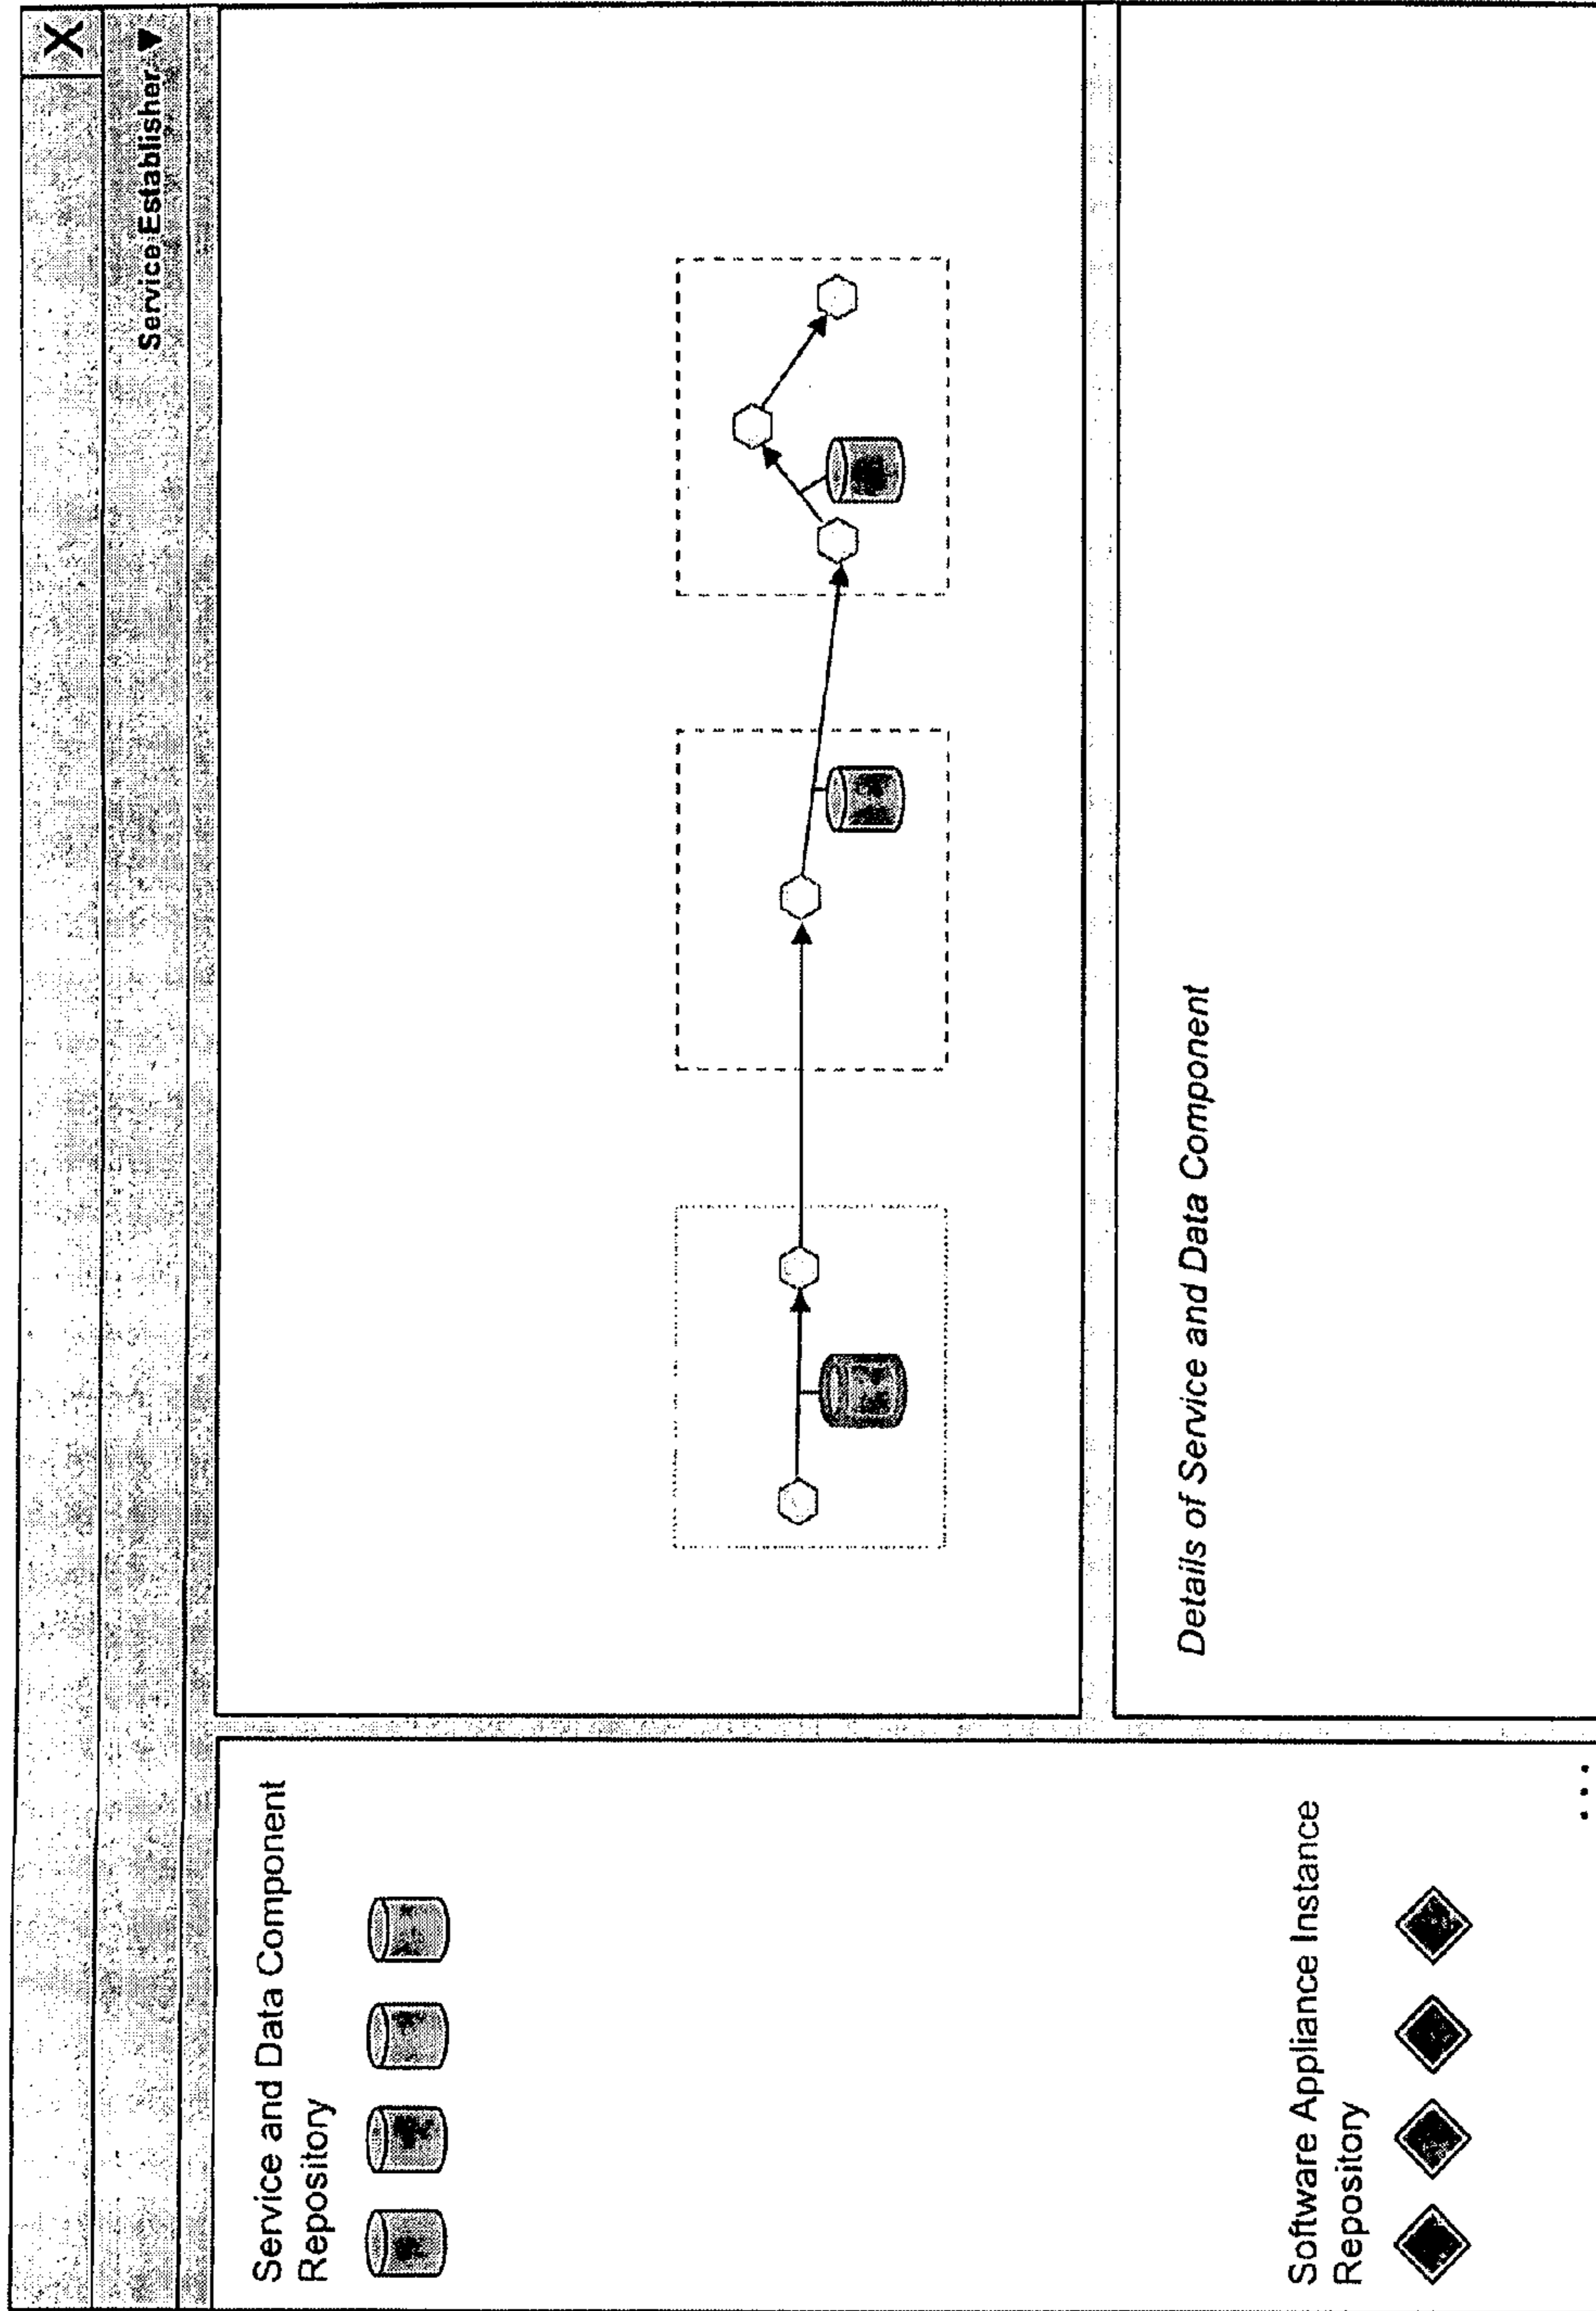 X
Service Establisher ▼
Service and Data Component
Repository
Software Appliance Instance
Repository
...
Details of Service and Data Component